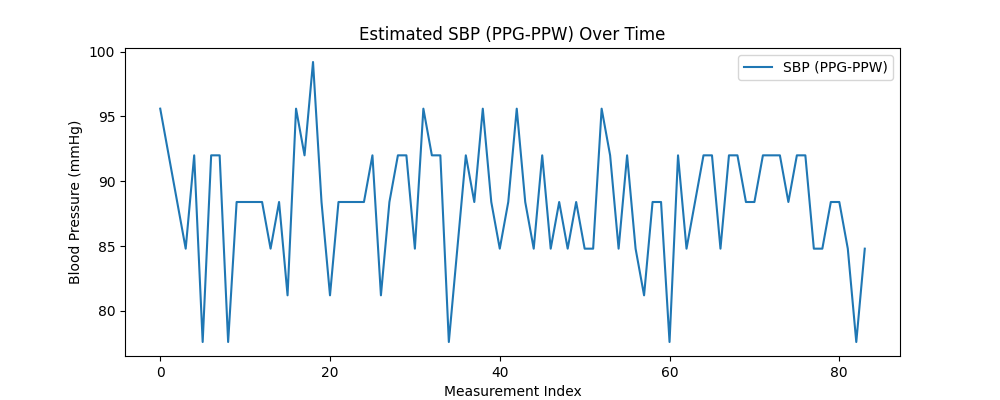 Estimated SBP (PPG-PPW) Over Time
SBP (PPG-PPW)
Blood Pressure (mmHg)
100
95
90
85
80
0 20 40 60 80
Measurement Index